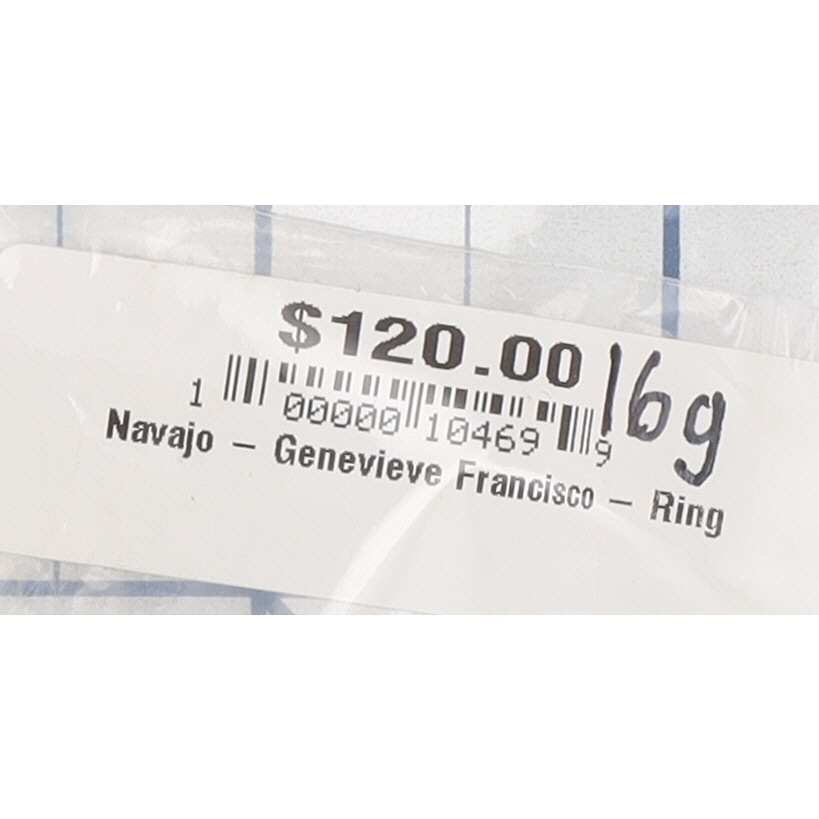 $120.00 16g
1 00000 10469 9
Navajo - Genevieve Francisco - Ring